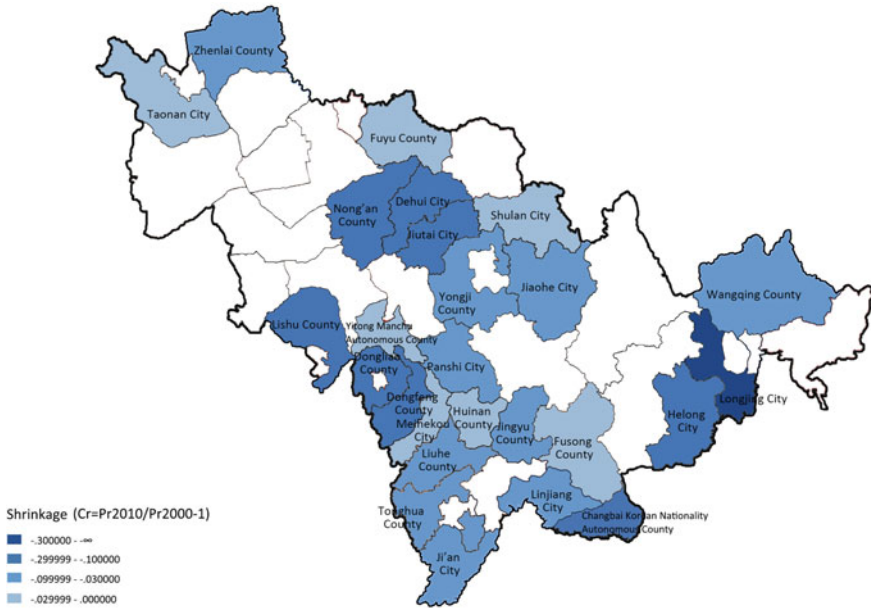 Zhenlai County
Taonan City
Fuyu County
Nong'an
County
Dehui City
Jiutai City
Shulan City
Yongji
County
Jiaohe City
Wangqing County
Lishu County
Yitong Manchu
Autonomous County
Dongliao
County
Panshi City
Dongfeng
County
Meihekou
City
Huinan
County
Jingyu
County
Fusong
County
Longjing City
Helong
City
Liuhe
County
Tonghua
County
Linjiang
City
Changbai Korean Nationality
Autonomous County
Ji'an
City
Shrinkage (Cr=Pr2010/Pr2000-1)
-.300000 - -∞
-.299999 - -.100000
-.099999 - -.030000
-.029999 - .000000